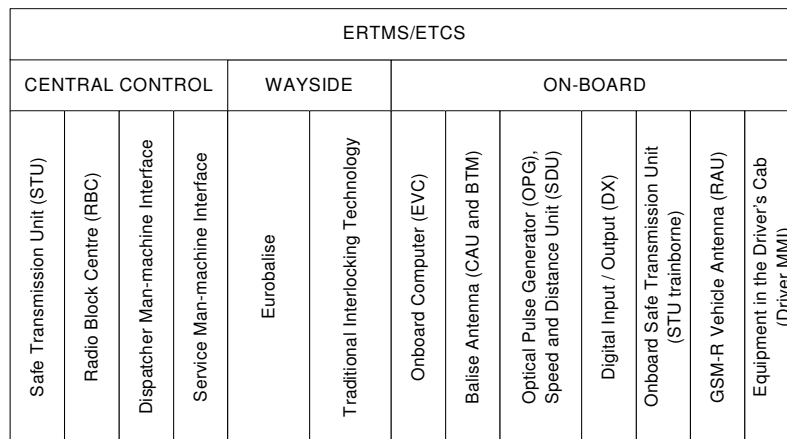 ERTMS/ETCS
CENTRAL CONTROL
WAYSIDE
ON-BOARD
Safe Transmission Unit (STU)
Radio Block Centre (RBC)
Dispatcher Man-machine Interface
Service Man-machine Interface
Eurobalise
Traditional Interlocking Technology
Onboard Computer (EVC)
Balise Antenna (CAU and BTM)
Optical Pulse Generator (OPG),
Speed and Distance Unit (SDU)
Digital Input / Output (DX)
Onboard Safe Transmission Unit
(STU trainborne)
GSM-R Vehicle Antenna (RAU)
Equipment in the Driver's Cab
(Driver MMI)